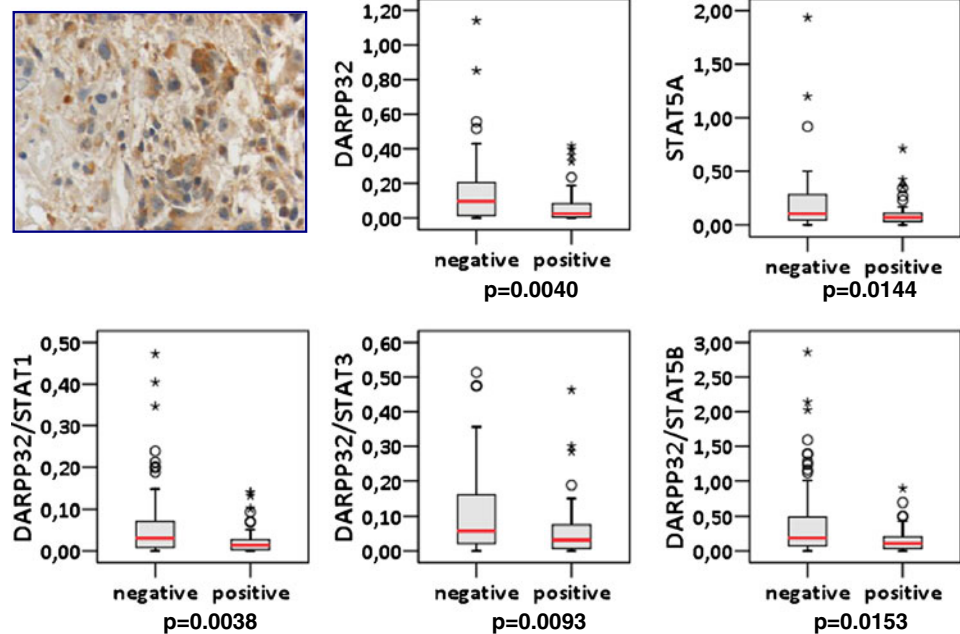 DARPP32
1,20
1,00
0,80
0,60
0,40
0,20
0,00
negative positive
p=0.0040
STAT5A
2,00
1,50
1,00
0,50
0,00
negative positive
p=0.0144
DARPP32/STAT1
0,50
0,40
0,30
0,20
0,10
0,00
negative positive
p=0.0038
DARPP32/STAT3
0,60
0,50
0,40
0,30
0,20
0,10
0,00
negative positive
p=0.0093
DARPP32/STAT5B
3,00
2,50
2,00
1,50
1,00
0,50
0,00
negative positive
p=0.0153